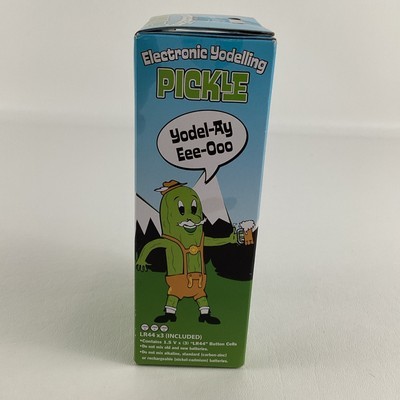 Electronic Yodelling
PICKLE
Yodel-Ay
Eee-Ooo
LR44 x3 (INCLUDED)
•Contains 1.5 V x (3) "LR44" Button Cells
•Do not mix old and new batteries.
•Do not mix alkaline, standard (carbon-zinc)
or rechargeable (nickel-cadmium) batteries.